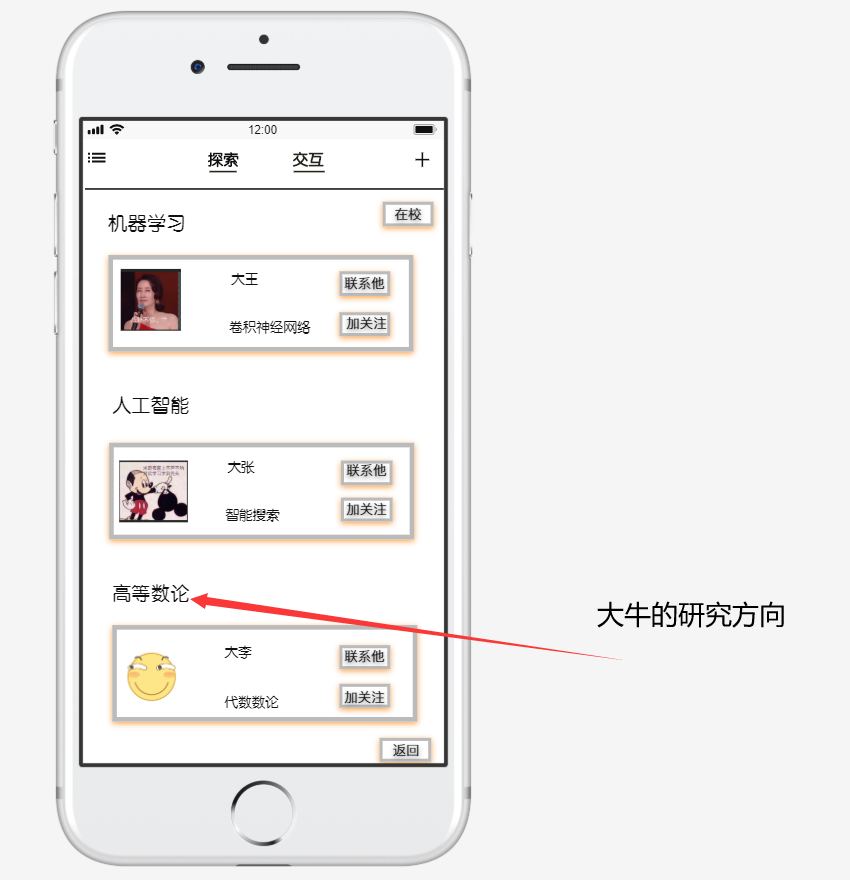 12:00
探索
交互
在校
机器学习
大王
联系他
卷积神经网络
加关注
人工智能
大张
联系他
智能搜索
加关注
高等数论
大牛的研究方向
大李
联系他
代数数论
加关注
返回